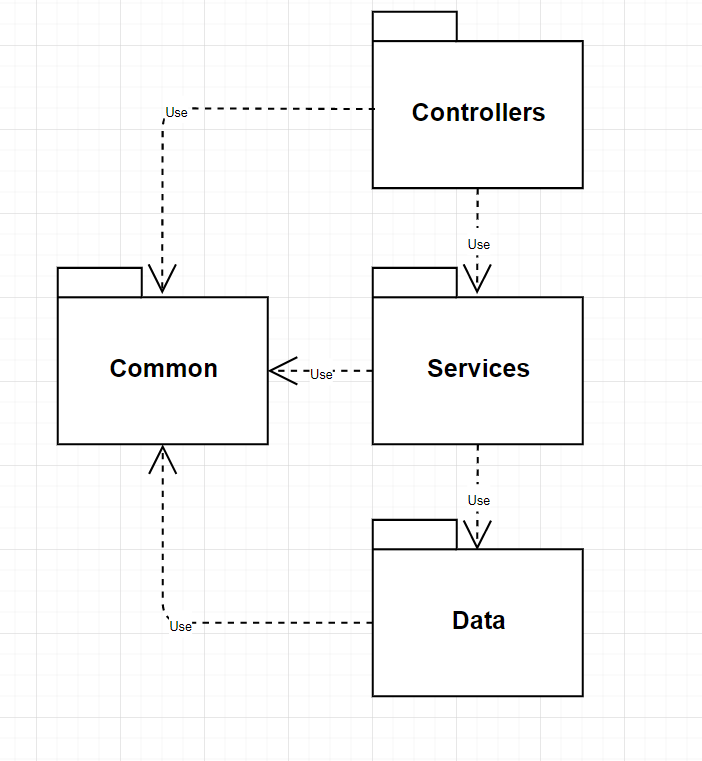 Controllers
Use
Use
Common
Use
Services
Use
Use
Data